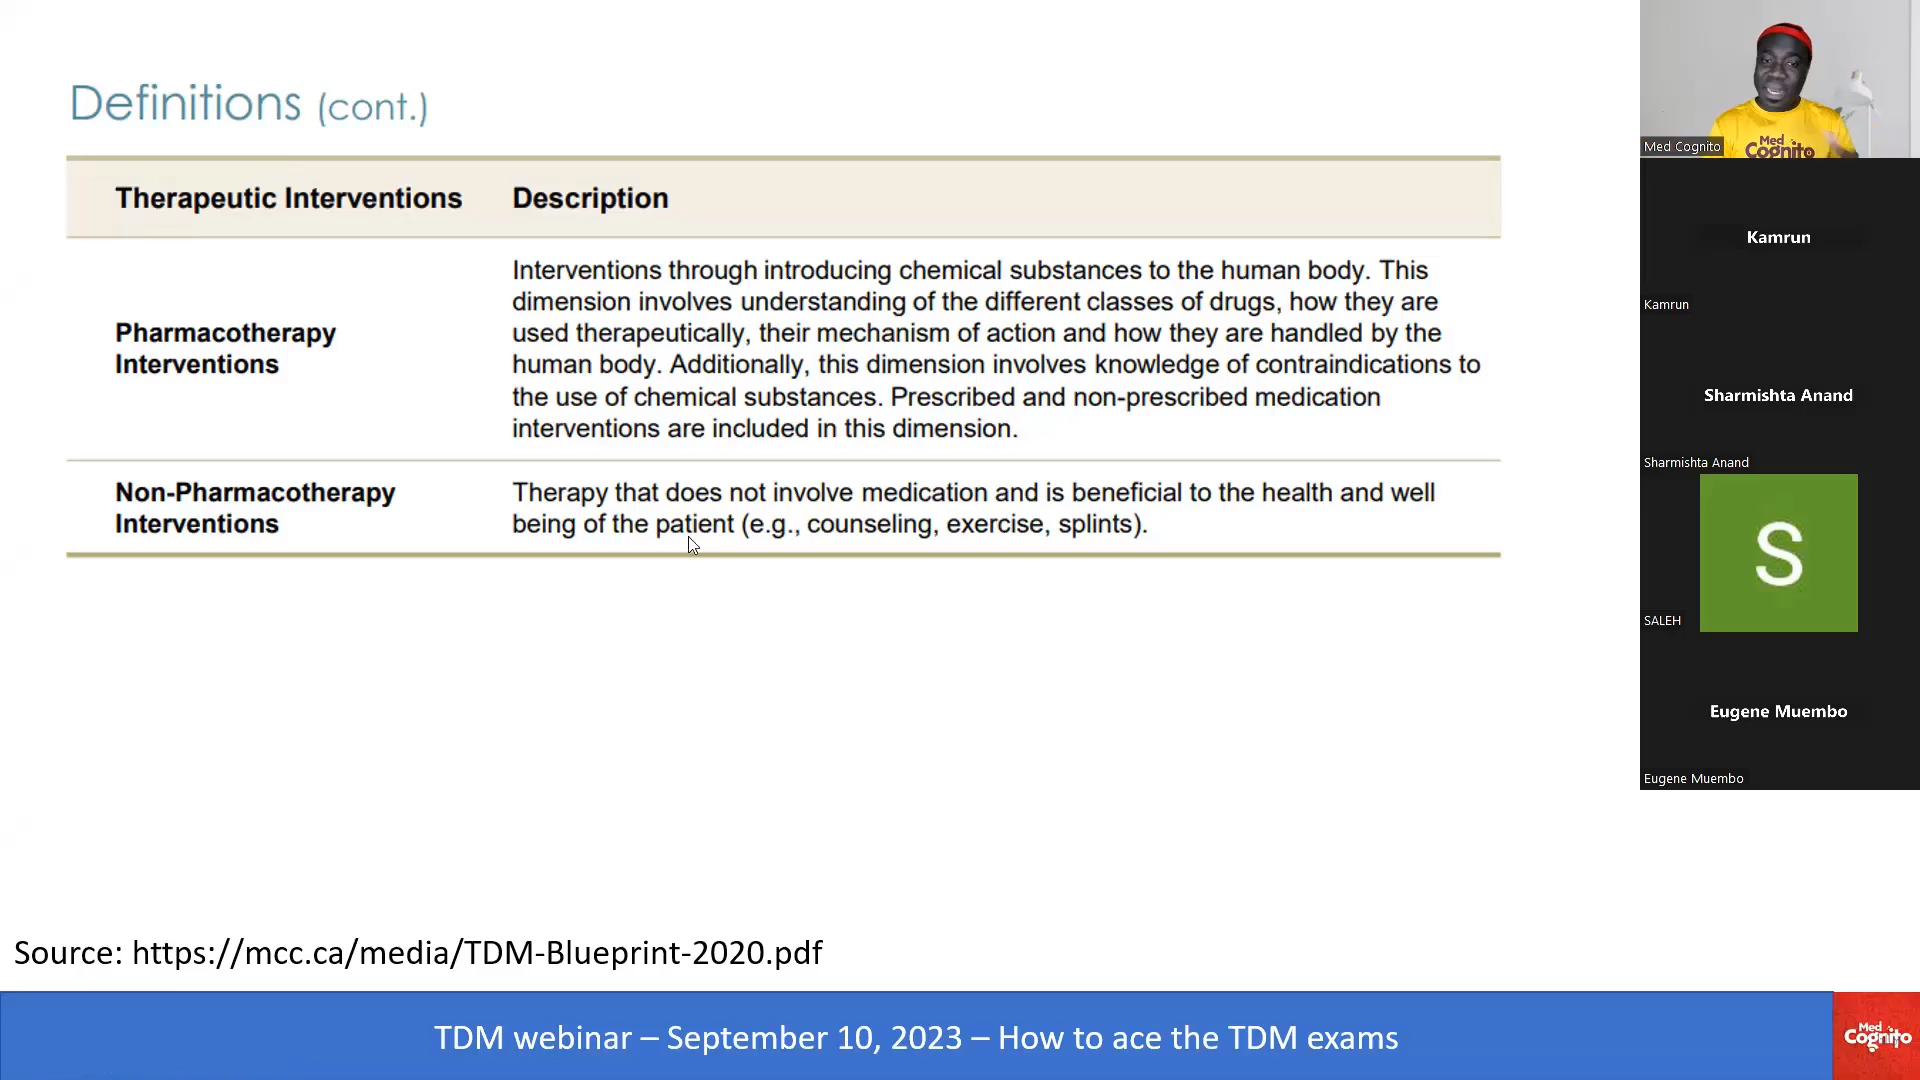 Definitions (cont.)
Therapeutic Interventions
Description
Pharmacotherapy
Interventions
Interventions through introducing chemical substances to the human body. This
dimension involves understanding of the different classes of drugs, how they are
used therapeutically, their mechanism of action and how they are handled by the
human body. Additionally, this dimension involves knowledge of contraindications to
the use of chemical substances. Prescribed and non-prescribed medication
interventions are included in this dimension.
Non-Pharmacotherapy
Interventions
Therapy that does not involve medication and is beneficial to the health and well
being of the patient (e.g., counseling, exercise, splints).
Source: https://mcc.ca/media/TDM-Blueprint-2020.pdf
TDM webinar – September 10, 2023 – How to ace the TDM exams
Med
Cognito
Med
Cognito
Med Cognito
Kamrun
Kamrun
Sharmishta Anand
Sharmishta Anand
S
SALEH
Eugene Muembo
Eugene Muembo